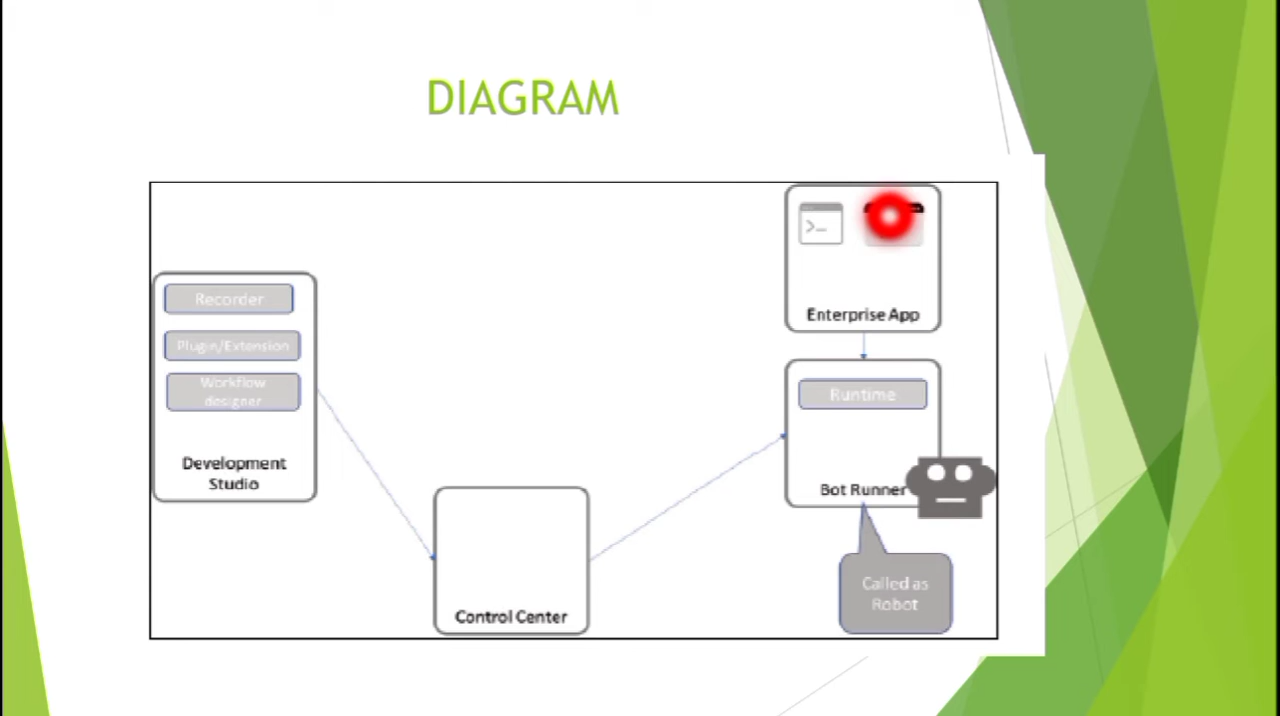 DIAGRAM
Recorder
Plugin/Extension
Workflow
designer
Development
Studio
Control Center
>_
Enterprise App
Runtime
Bot Runner
Called as
Robot